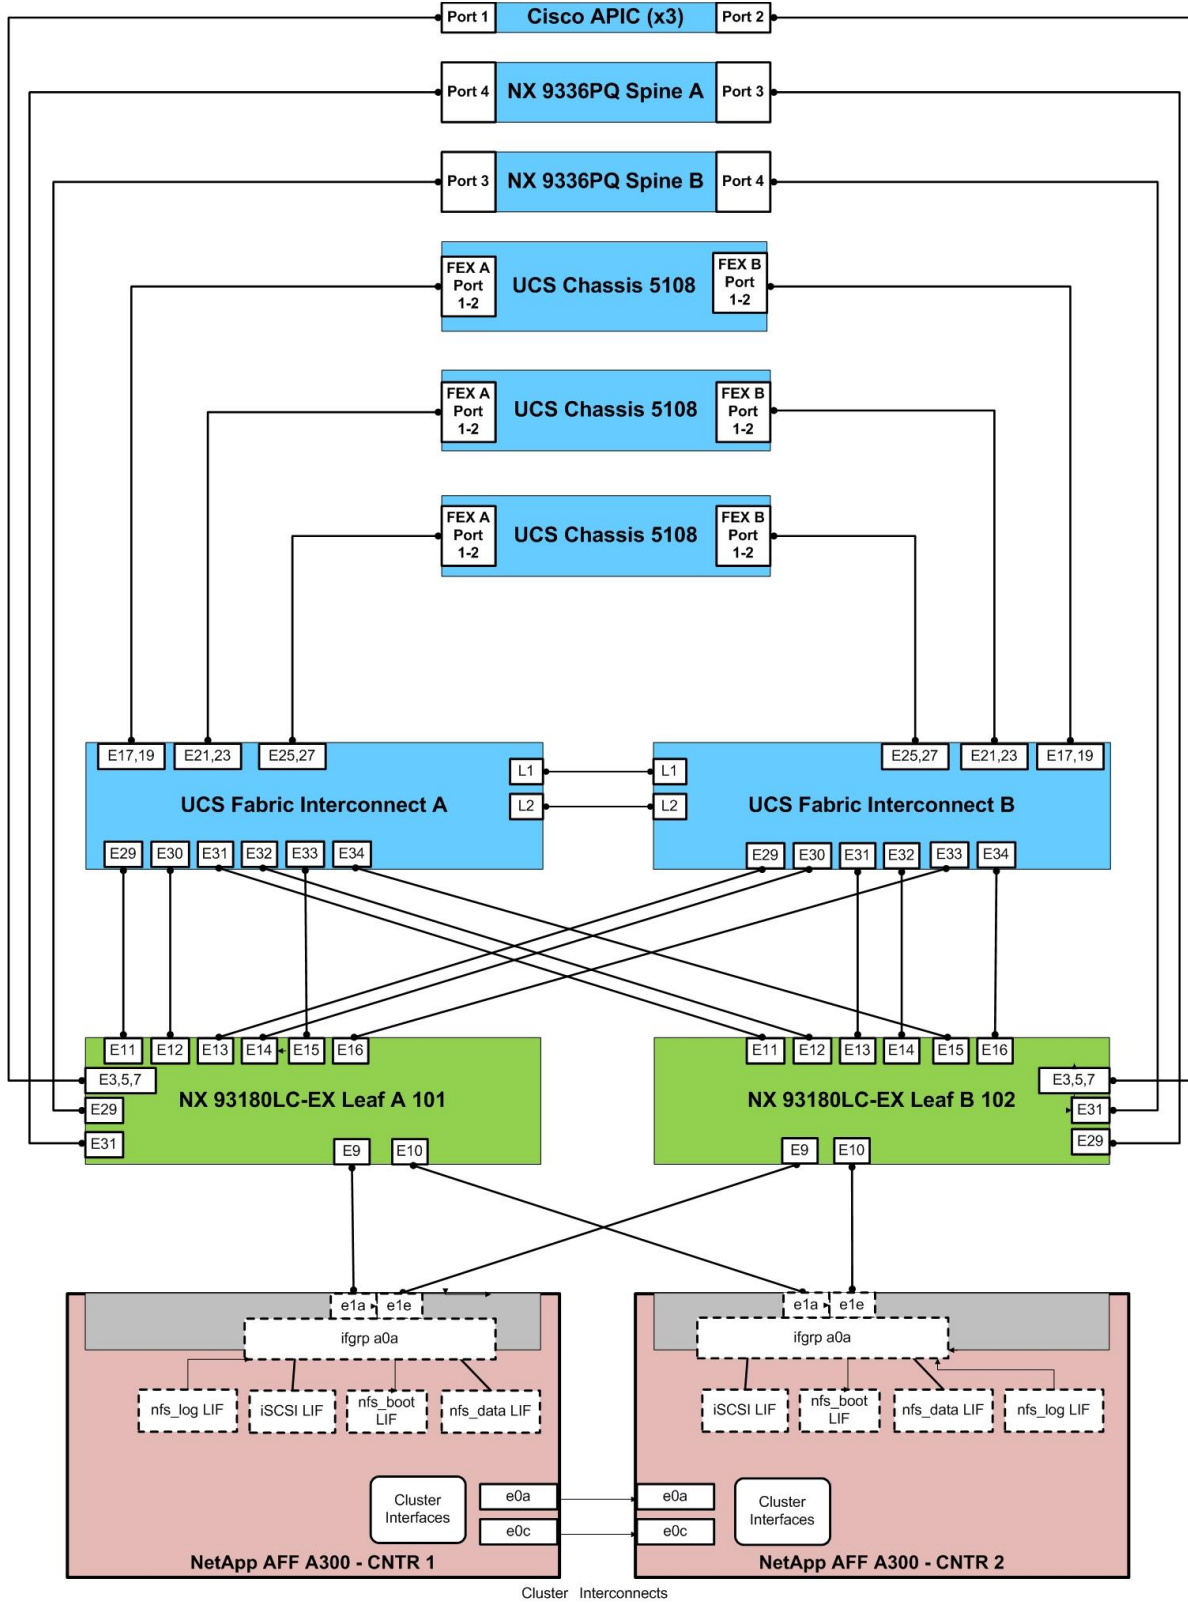 Port 1 Cisco APIC (x3) Port 2
Port 4 NX 9336PQ Spine A Port 3
Port 3 NX 9336PQ Spine B Port 4
FEX A
Port
1-2
UCS Chassis 5108
FEX B
Port
1-2
FEX A
Port
1-2
UCS Chassis 5108
FEX B
Port
1-2
FEX A
Port
1-2
UCS Chassis 5108
FEX B
Port
1-2
E17,19 E21,23 E25,27
L1
L2
UCS Fabric Interconnect A
E29 E30 E31 E32 E33 E34
E25,27 E21,23 E17,19
L1
L2
UCS Fabric Interconnect B
E29 E30 E31 E32 E33 E34
E11 E12 E13 E14 E15 E16
E3,5,7
NX 93180LC-EX Leaf A 101
E29
E31
E9 E10
E11 E12 E13 E14 E15 E16
E3,5,7
NX 93180LC-EX Leaf B 102
E31
E29
E9 E10
e1a e1e
ifgrp a0a
nfs_log LIF
iSCSI LIF
nfs_boot
LIF
nfs_data LIF
Cluster
Interfaces
e0a
e0c
NetApp AFF A300 - CNTR 1
e1a e1e
ifgrp a0a
iSCSI LIF
nfs_boot
LIF
nfs_data LIF
nfs_log LIF
e0a
e0c
Cluster
Interfaces
NetApp AFF A300 - CNTR 2
Cluster Interconnects